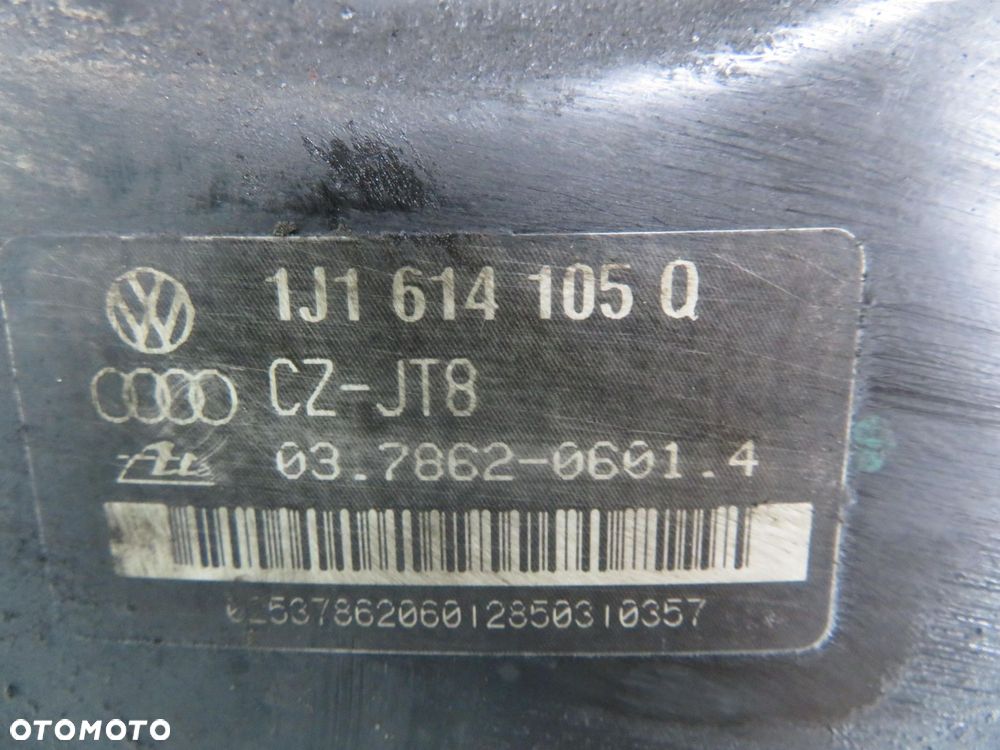 1J1 614 105 Q
CZ-JT8
03.7862-0601.4
0253786206012850310357
OTOMOTO